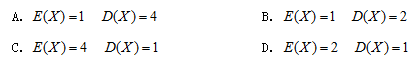 A. E(X)=1 D(X)=4 B. E(X)=1 D(X)=2
C. E(X)=4 D(X)=1 D. E(X)=2 D(X)=1